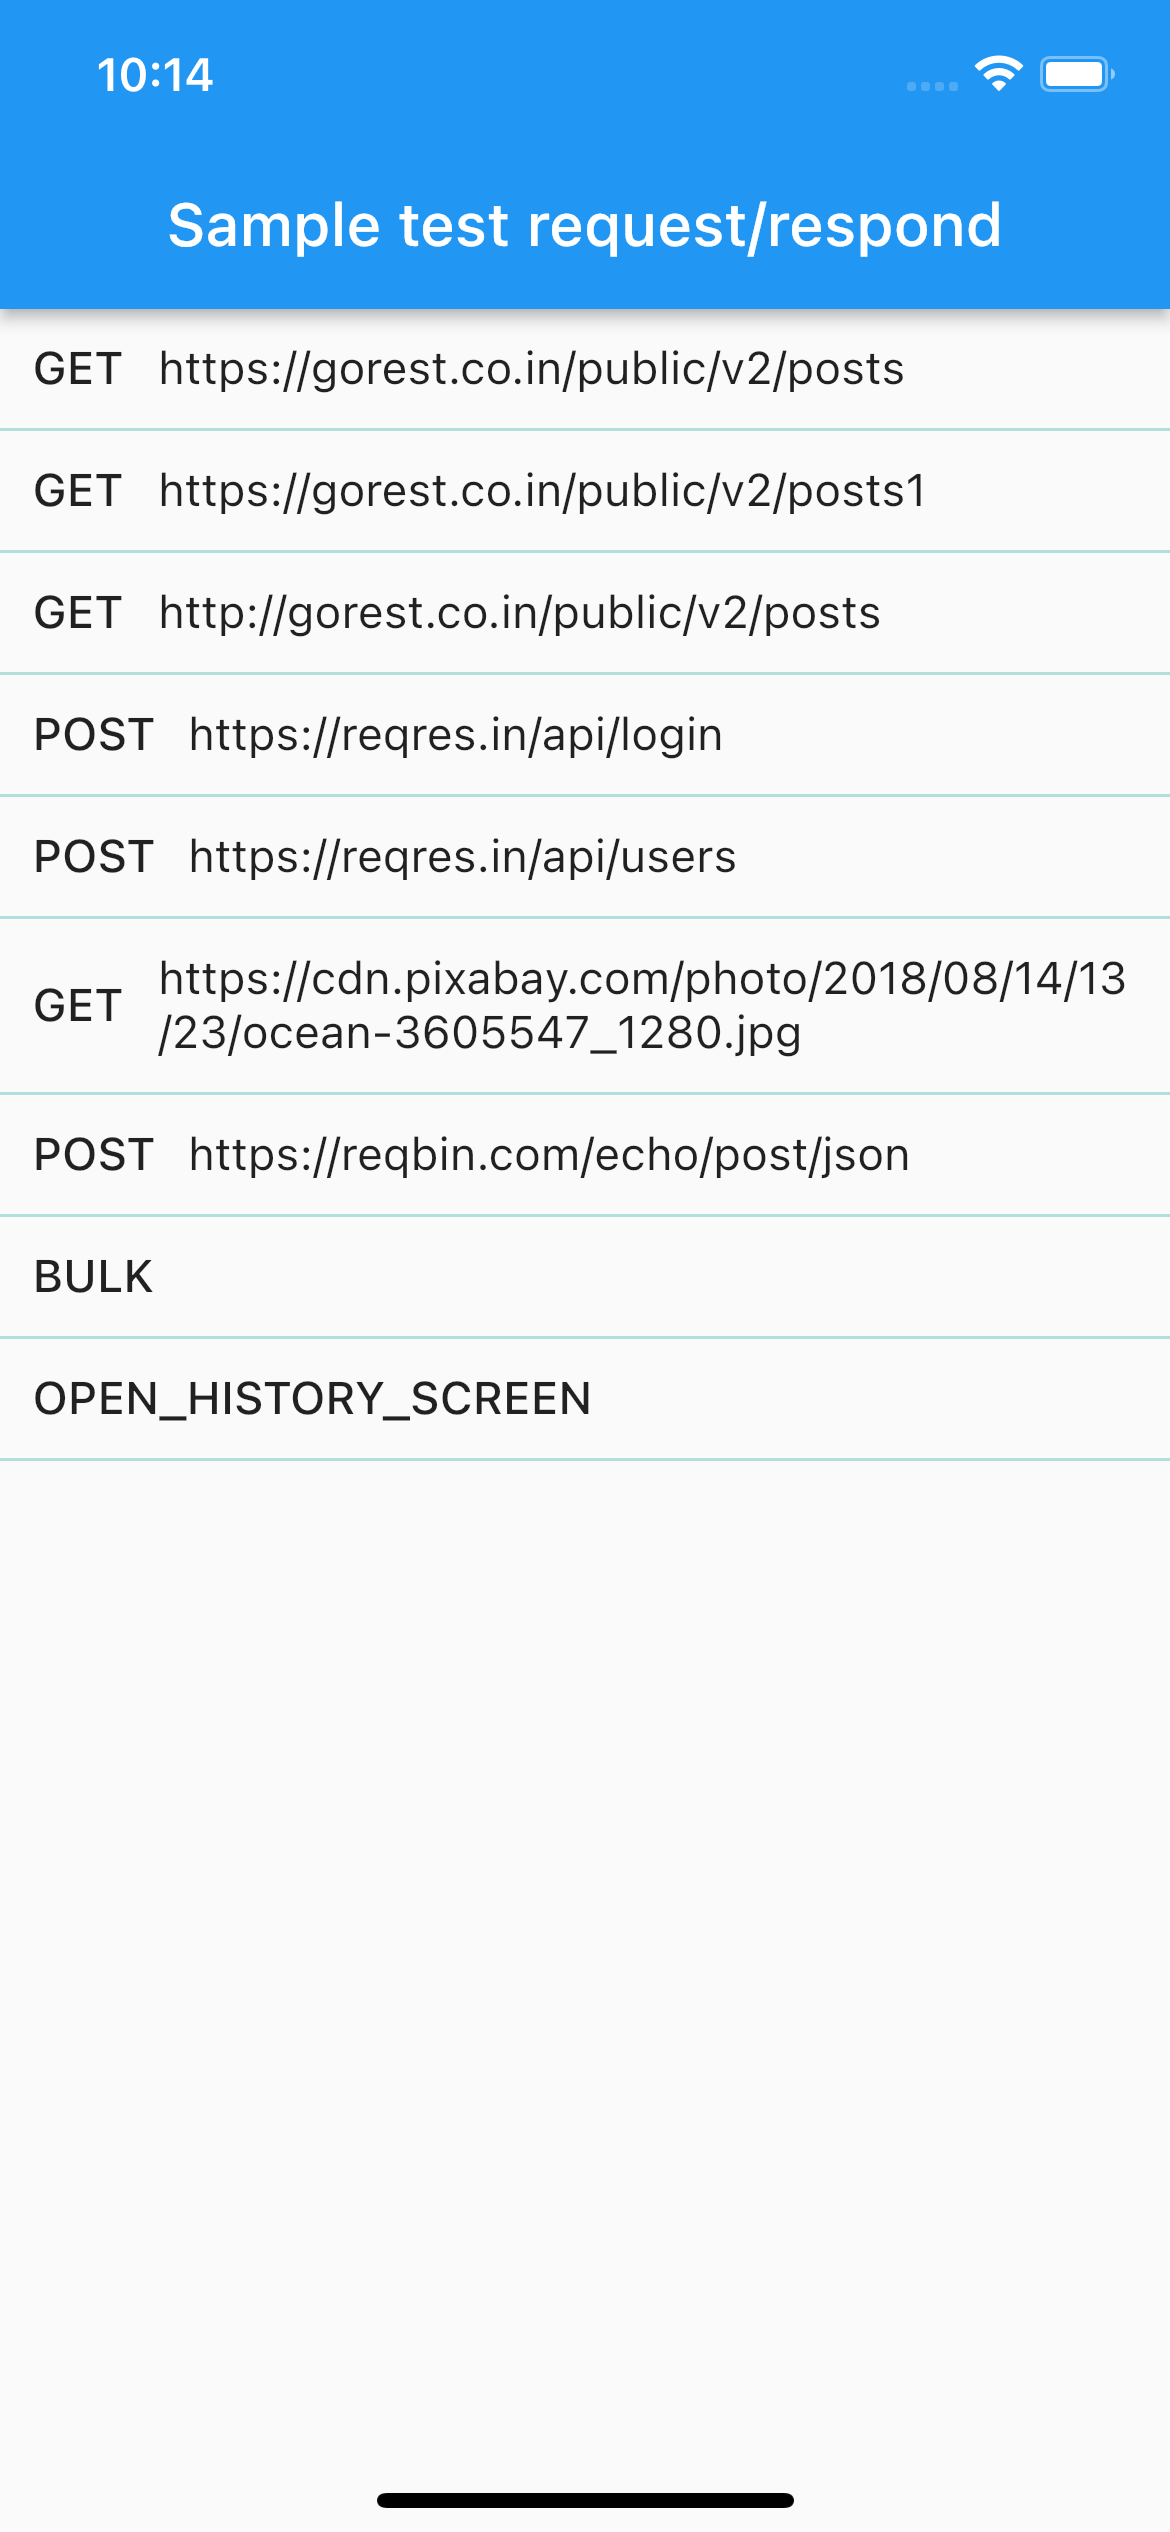 10:14
Sample test request/respond
GET https://gorest.co.in/public/v2/posts
GET https://gorest.co.in/public/v2/posts1
GET http://gorest.co.in/public/v2/posts
POST https://reqres.in/api/login
POST https://reqres.in/api/users
GET https://cdn.pixabay.com/photo/2018/08/14/13
/23/ocean-3605547_1280.jpg
POST https://reqbin.com/echo/post/json
BULK
OPEN_HISTORY_SCREEN